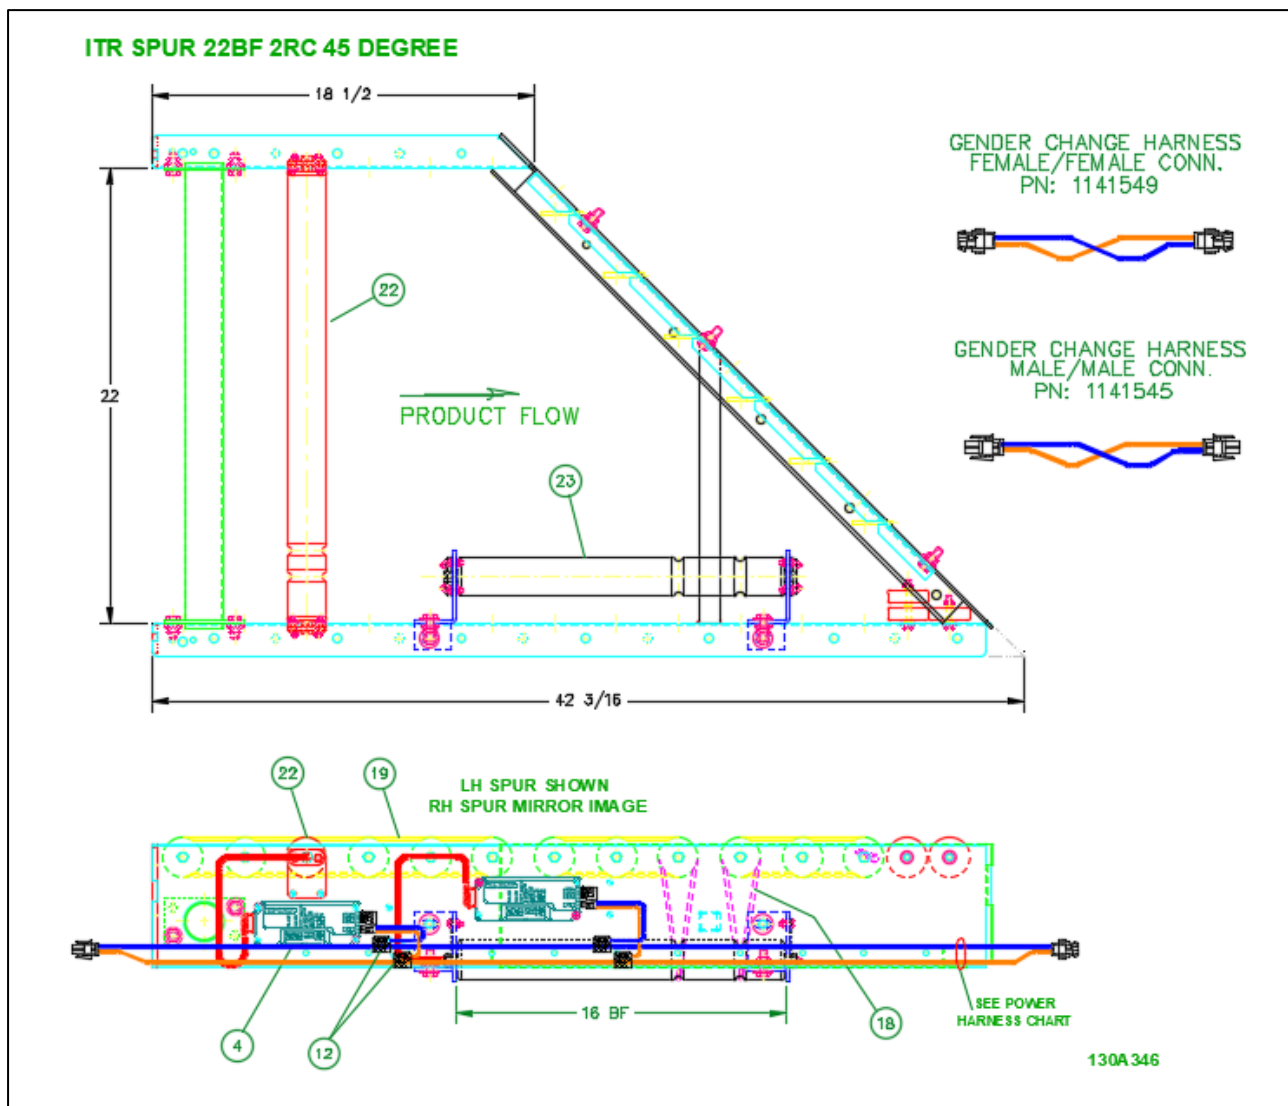 ITR SPUR 22BF 2RC 45 DEGREE
18 1/2
GENDER CHANGE HARNESS
FEMALE/FEMALE CONN.
PN: 1141549
22
22
PRODUCT FLOW
GENDER CHANGE HARNESS
MALE/MALE CONN.
PN: 1141545
23
42 3/16
22
19
LH SPUR SHOWN
RH SPUR MIRROR IMAGE
16 BF
4
12
18
SEE POWER
HARNESS CHART
130A346